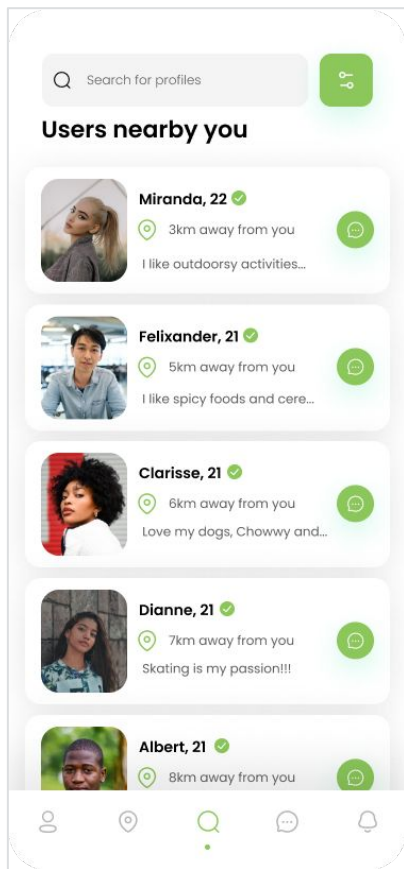 Search for profiles
Users nearby you
Miranda, 22
3km away from you
I like outdoorsy activities...
Felixander, 21
5km away from you
I like spicy foods and cere...
Clarisse, 21
6km away from you
Love my dogs, Chowwy and...
Dianne, 21
7km away from you
Skating is my passion!!!
Albert, 21
8km away from you